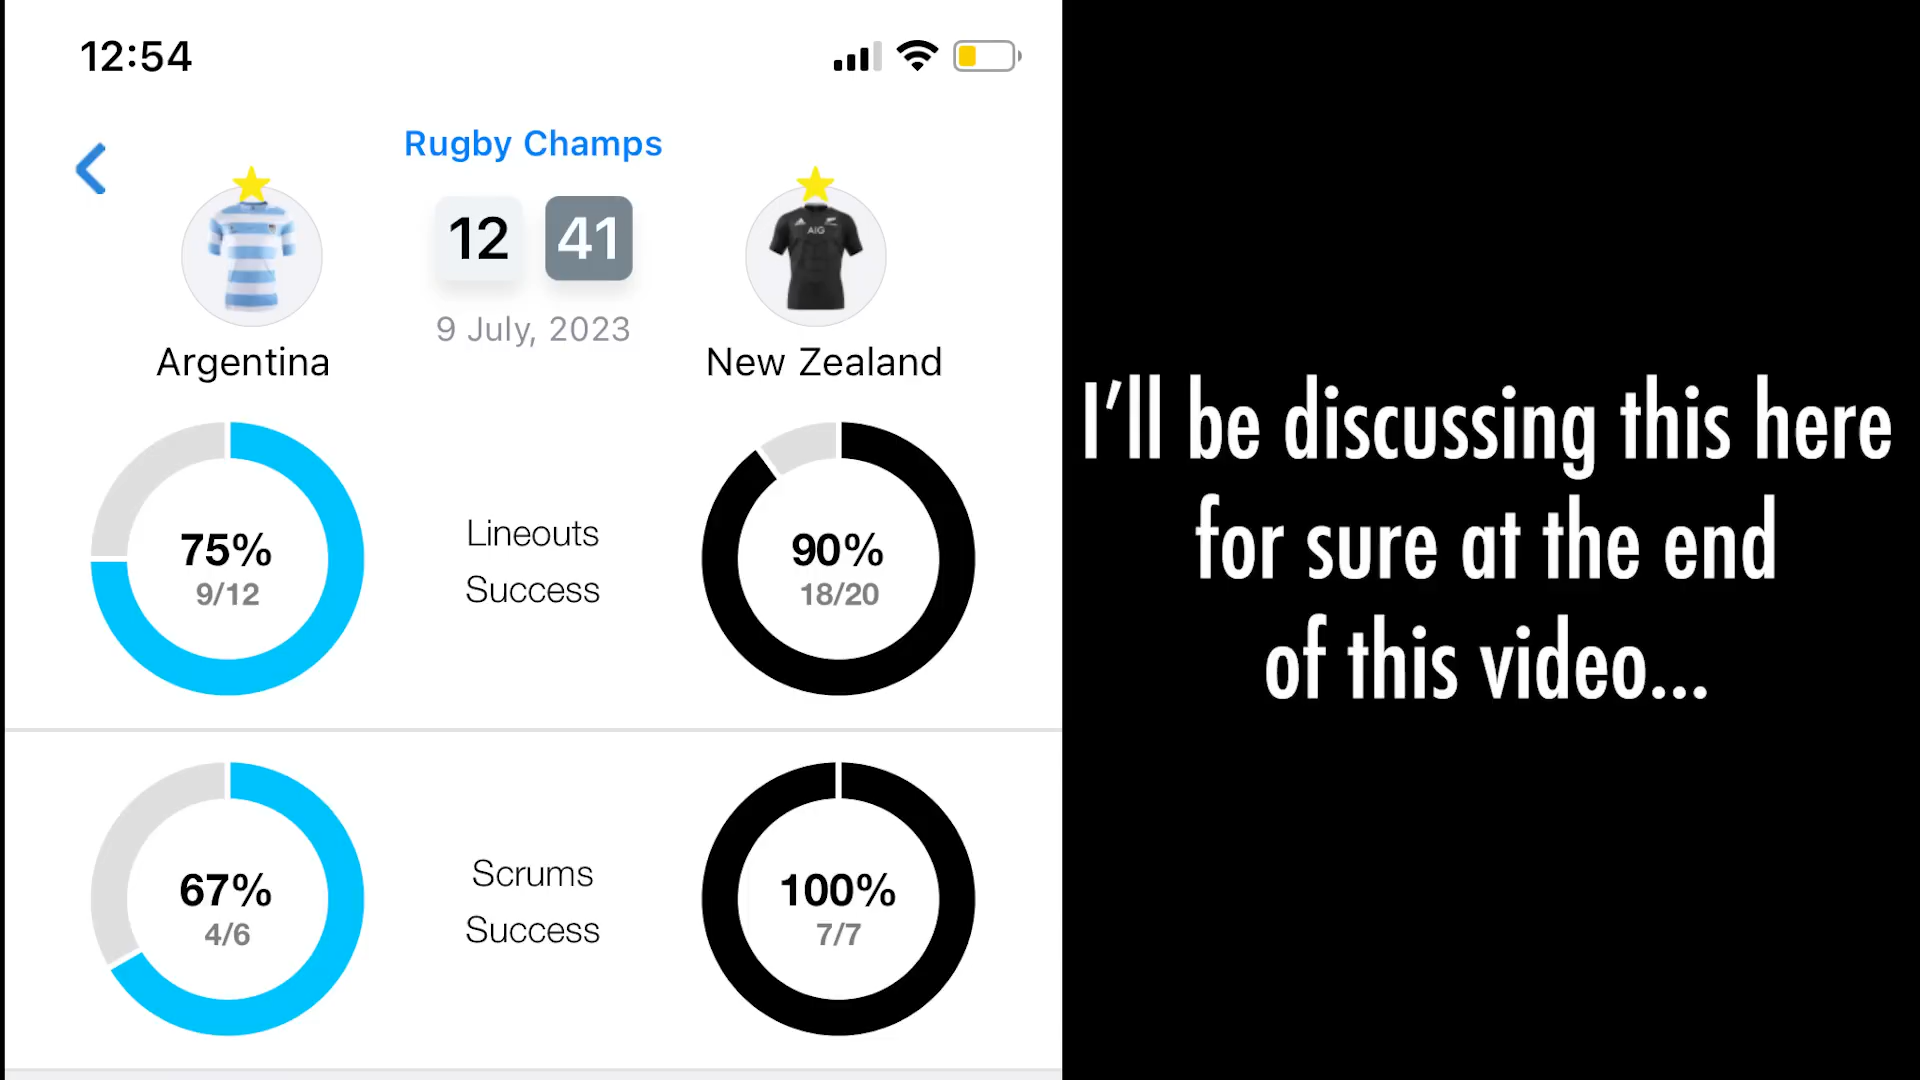 12:54
Rugby Champs
12 41
AIG
9 July, 2023
Argentina
New Zealand
75%
9/12
Lineouts
Success
90%
18/20
67%
4/6
Scrums
Success
100%
7/7
I'll be discussing this here
for sure at the end
of this video...